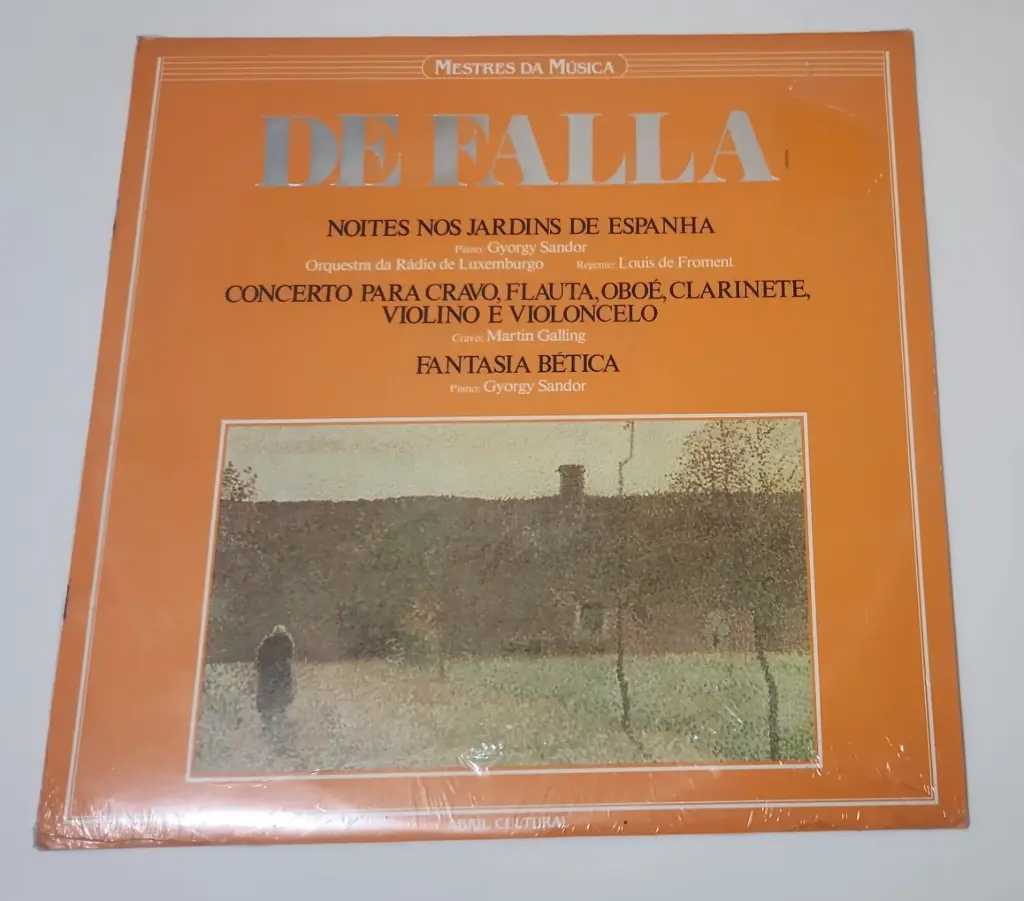 MESTRES DA MÚSICA
DE FALLA
NOITES NOS JARDINS DE ESPANHA
Piano: Gyorgy Sandor
Orquestra da Rádio de Luxemburgo Regente: Louis de Froment
CONCERTO PARA CRAVO, FLAUTA, OBOÉ, CLARINETE,
VIOLINO E VIOLONCELO
Cravo: Martin Galling
FANTASIA BÉTICA
Piano: Gyorgy Sandor
ABRIL CULTURAL